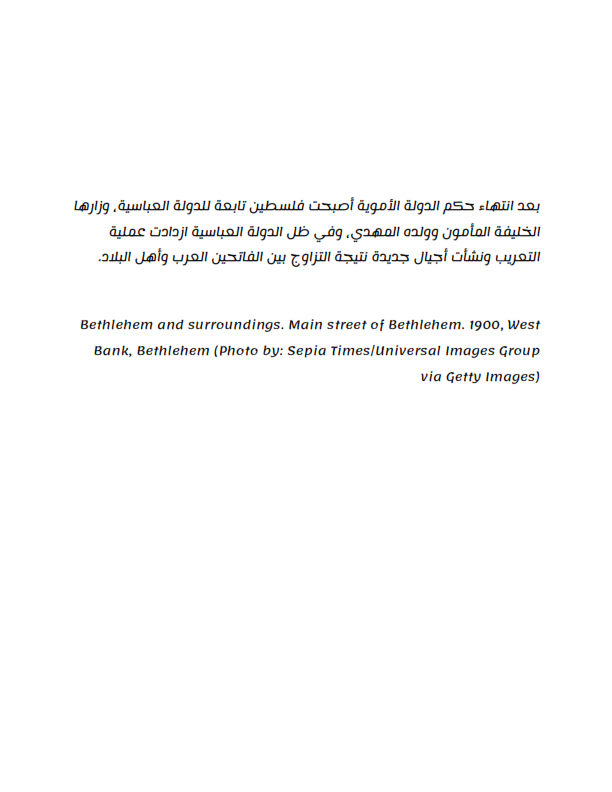 بعد انتهاء حكم الدولة الأموية أصبحت فلسطين تابعة للدولة العباسية، وزارها
الخليفة المأمون وولده المهدي، وفي ظل الدولة العباسية ازدادت عملية
التعريب ونشأت أجيال جديدة نتيجة التزاوج بين الفاتحين العرب وأهل البلاد.
Bethlehem and surroundings. Main street of Bethlehem. 1900, West
Bank, Bethlehem (Photo by: Sepia Times/Universal Images Group
via Getty Images)